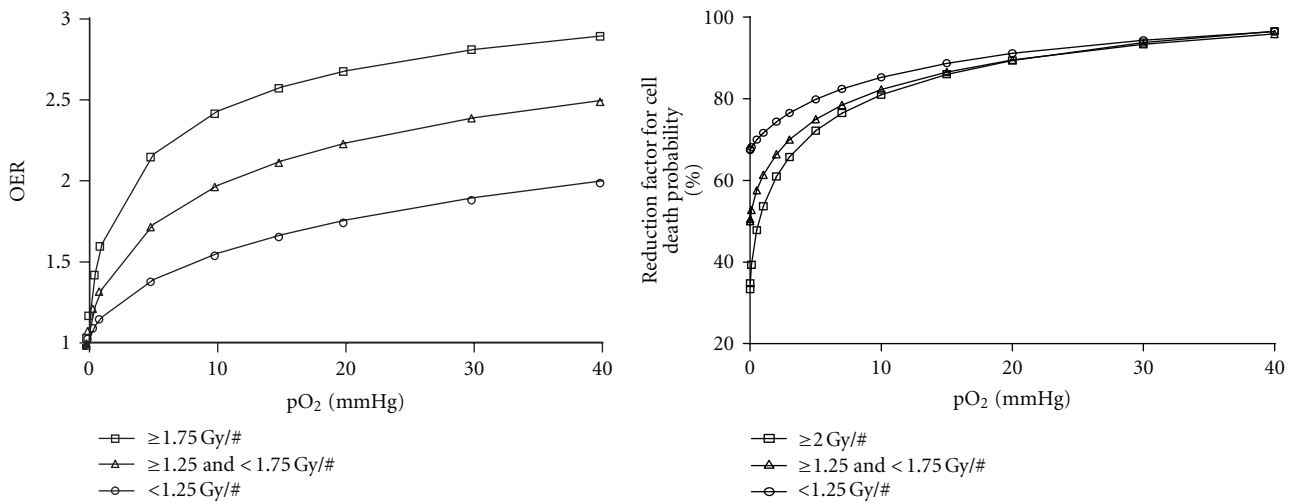 3
2.5
2
1.5
1
OER
0
10
20
30
40
pO₂ (mmHg)
≥1.75 Gy/#
≥1.25 and <1.75 Gy/#
<1.25 Gy/#
100
80
60
40
20
Reduction factor for cell
death probability
(%)
0
10
20
30
40
pO₂ (mmHg)
≥2 Gy/#
≥1.25 and <1.75 Gy/#
<1.25 Gy/#